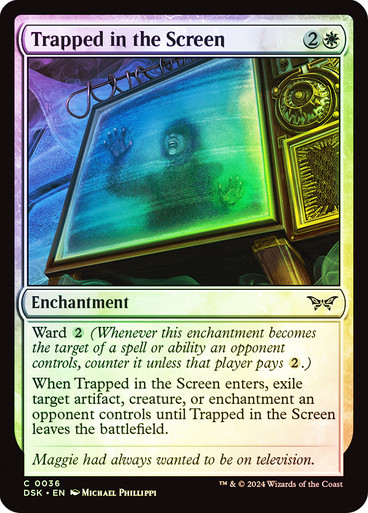 Trapped in the Screen 2
Enchantment
Ward 2 (Whenever this enchantment becomes
the target of a spell or ability an opponent
controls, counter it unless that player pays 2.)
When Trapped in the Screen enters, exile
target artifact, creature, or enchantment an
opponent controls until Trapped in the Screen
leaves the battlefield.
Maggie had always wanted to be on television.
C 0036
DSK • EN Michael Phillippi
™ & © 2024 Wizards of the Coast